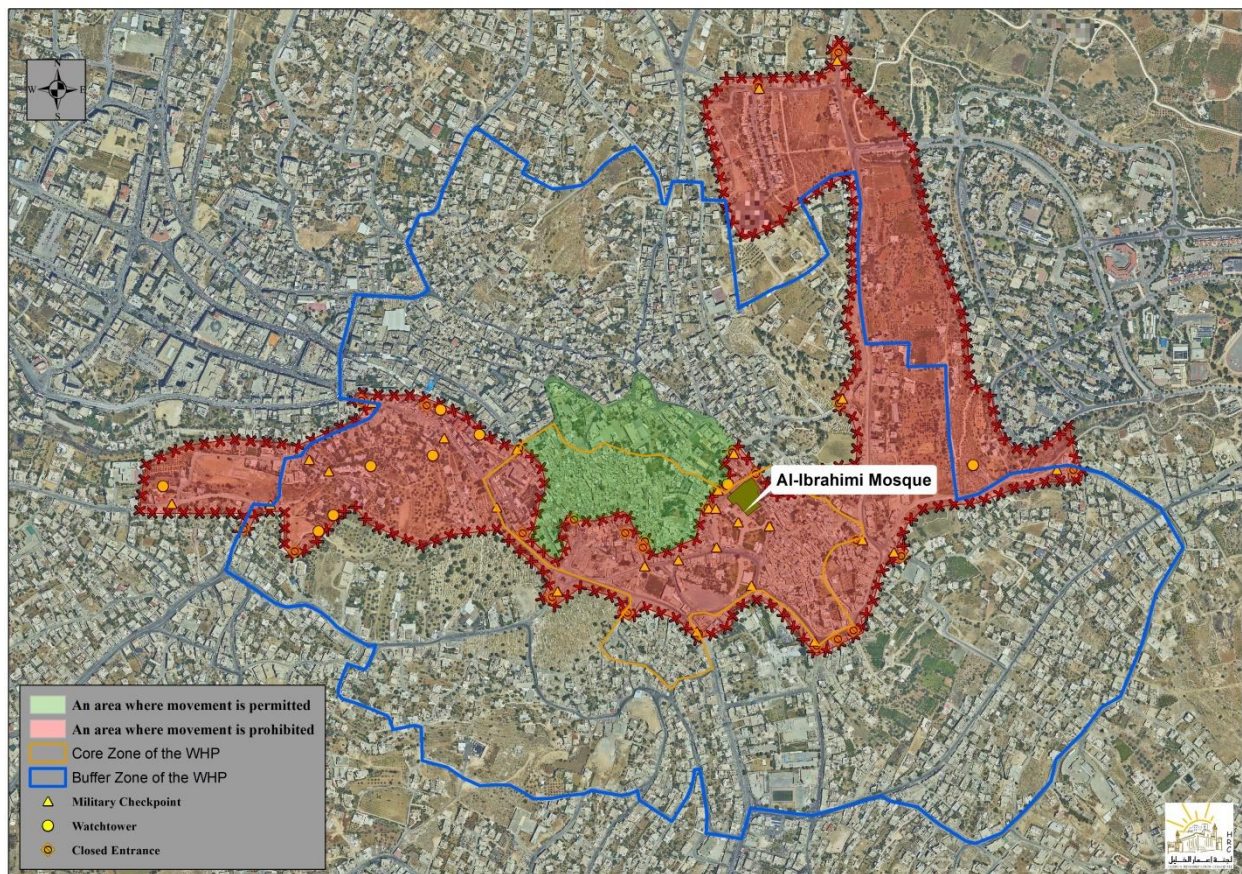 N
W E
S
Al-Ibrahimi Mosque
An area where movement is permitted
An area where movement is prohibited
Core Zone of the WHP
Buffer Zone of the WHP
Military Checkpoint
Watchtower
Closed Entrance
HRC
لجنة إعمار الخليل